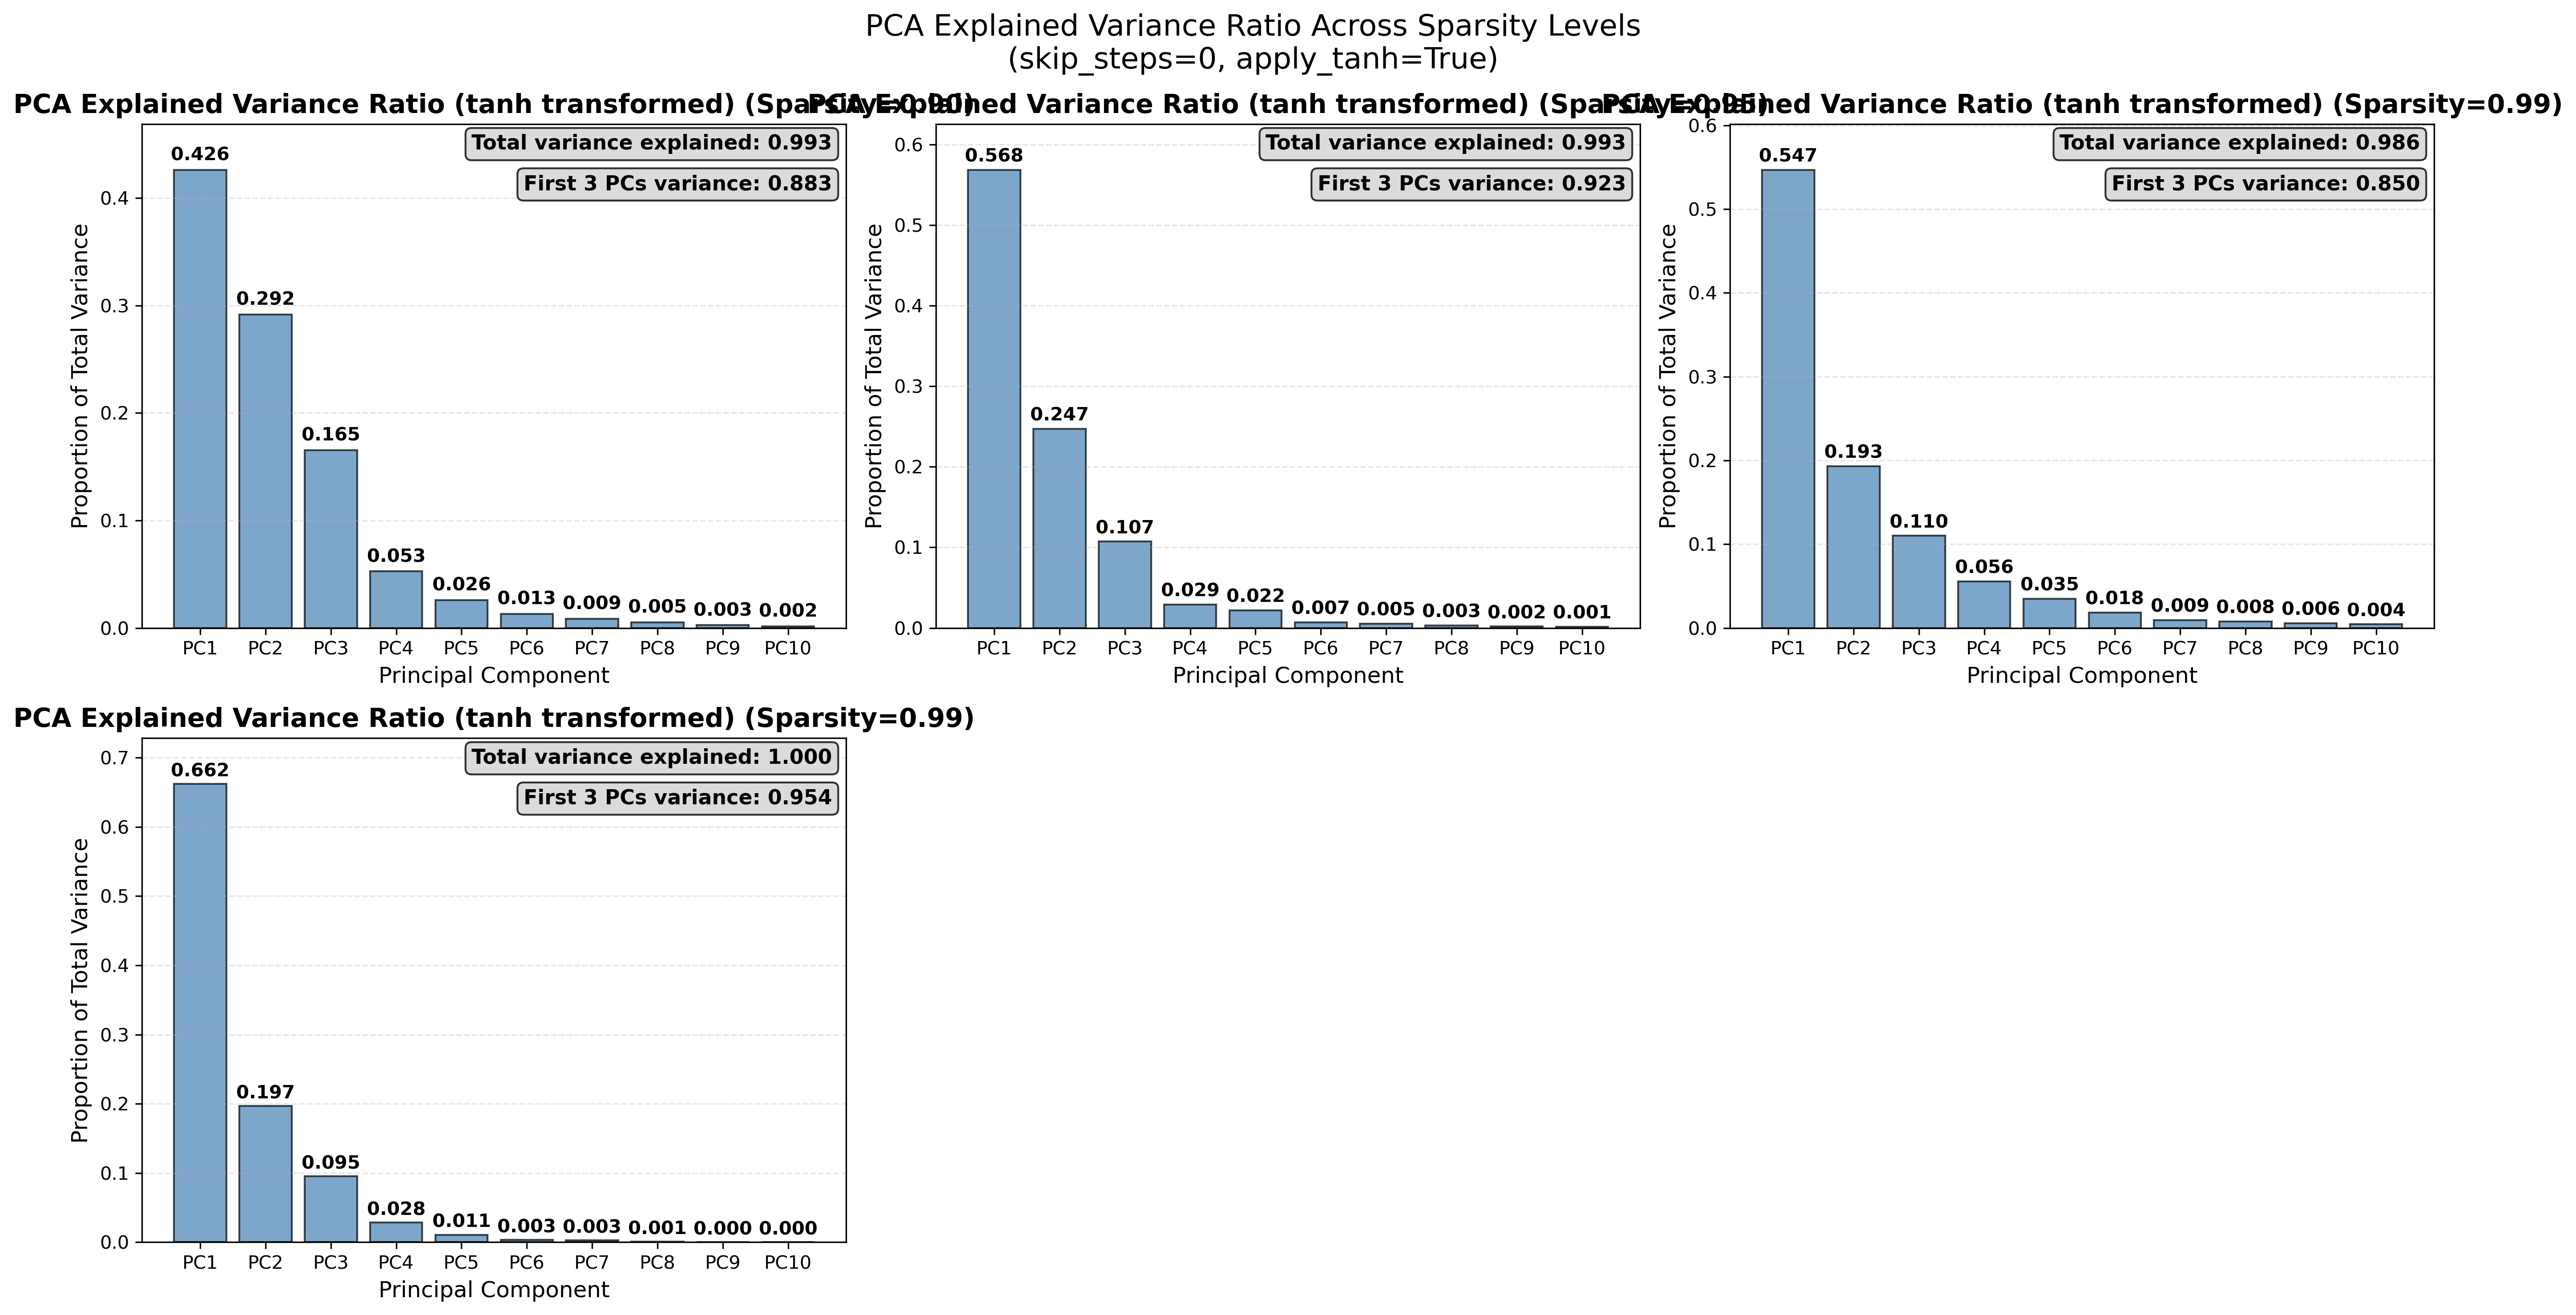 PCA Explained Variance Ratio Across Sparsity Levels
(skip_steps=0, apply_tanh=True)
PCA Explained Variance Ratio (tanh transformed) (Sparsity=0.90)
Total variance explained: 0.993
First 3 PCs variance: 0.883
Proportion of Total Variance
0.4
0.3
0.2
0.1
0.0
0.426
0.292
0.165
0.053
0.026
0.013
0.009
0.005
0.003
0.002
PC1 PC2 PC3 PC4 PC5 PC6 PC7 PC8 PC9 PC10
Principal Component
PCA Explained Variance Ratio (tanh transformed) (Sparsity=0.95)
Total variance explained: 0.993
First 3 PCs variance: 0.923
Proportion of Total Variance
0.6
0.5
0.4
0.3
0.2
0.1
0.0
0.568
0.247
0.107
0.029
0.022
0.007
0.005
0.003
0.002
0.001
PC1 PC2 PC3 PC4 PC5 PC6 PC7 PC8 PC9 PC10
Principal Component
PCA Explained Variance Ratio (tanh transformed) (Sparsity=0.99)
Total variance explained: 0.986
First 3 PCs variance: 0.850
Proportion of Total Variance
0.6
0.5
0.4
0.3
0.2
0.1
0.0
0.547
0.193
0.110
0.056
0.035
0.018
0.009
0.008
0.006
0.004
PC1 PC2 PC3 PC4 PC5 PC6 PC7 PC8 PC9 PC10
Principal Component
PCA Explained Variance Ratio (tanh transformed) (Sparsity=0.99)
Total variance explained: 1.000
First 3 PCs variance: 0.954
Proportion of Total Variance
0.7
0.6
0.5
0.4
0.3
0.2
0.1
0.0
0.662
0.197
0.095
0.028
0.011
0.003
0.003
0.001
0.000
0.000
PC1 PC2 PC3 PC4 PC5 PC6 PC7 PC8 PC9 PC10
Principal Component